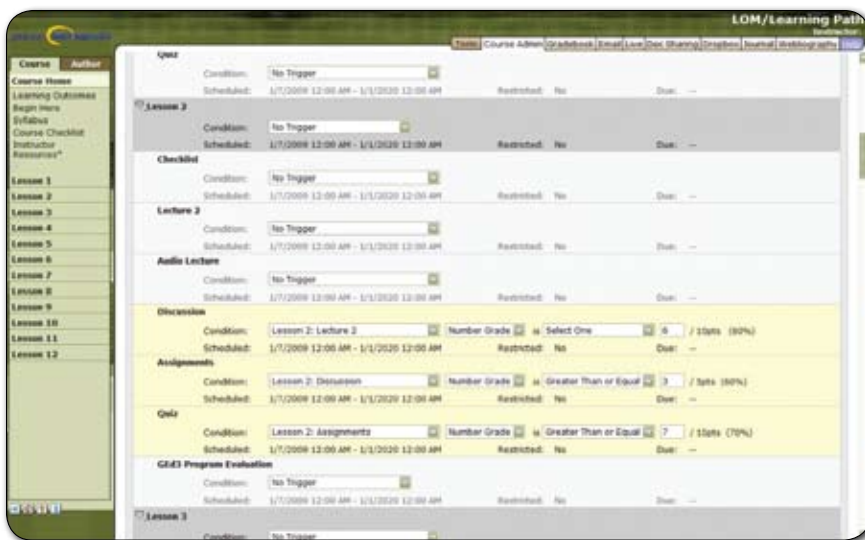 LOM/Learning Path
Instructor
Tools Course Admin Gradebook Email Live Doc Sharing Dropbox Journal Webliography Help
Course Author
Course Home
Learning Outcomes
Begin Here
Syllabus
Course Checklist
Instructor
Resources*
Lesson 1
Lesson 2
Lesson 3
Lesson 4
Lesson 5
Lesson 6
Lesson 7
Lesson 8
Lesson 9
Lesson 10
Lesson 11
Lesson 12
Quiz
Condition: No Trigger
Scheduled: 1/7/2009 12:00 AM - 1/1/2020 12:00 AM Restricted: No Due: --
Lesson 2
Condition: No Trigger
Scheduled: 1/7/2009 12:00 AM - 1/1/2020 12:00 AM Restricted: No Due: --
Checklist
Condition: No Trigger
Scheduled: 1/7/2009 12:00 AM - 1/1/2020 12:00 AM Restricted: No Due: --
Lecture 2
Condition: No Trigger
Scheduled: 1/7/2009 12:00 AM - 1/1/2020 12:00 AM Restricted: No Due: --
Audio Lecture
Condition: No Trigger
Scheduled: 1/7/2009 12:00 AM - 1/1/2020 12:00 AM Restricted: No Due: --
Discussion
Condition: Lesson 2: Lecture 2 Number Grade is Select One 6 / 10pts (60%)
Scheduled: 1/7/2009 12:00 AM - 1/1/2020 12:00 AM Restricted: No Due: --
Assignments
Condition: Lesson 2: Discussion Number Grade is Greater Than or Equal 3 / 5pts (60%)
Scheduled: 1/7/2009 12:00 AM - 1/1/2020 12:00 AM Restricted: No Due: --
Quiz
Condition: Lesson 2: Assignments Number Grade is Greater Than or Equal 7 / 10pts (70%)
Scheduled: 1/7/2009 12:00 AM - 1/1/2020 12:00 AM Restricted: No Due: --
GEd3 Program Evaluation
Condition: No Trigger
Scheduled: 1/7/2009 12:00 AM - 1/1/2020 12:00 AM Restricted: No Due: --
Lesson 3
Condition: No Trigger